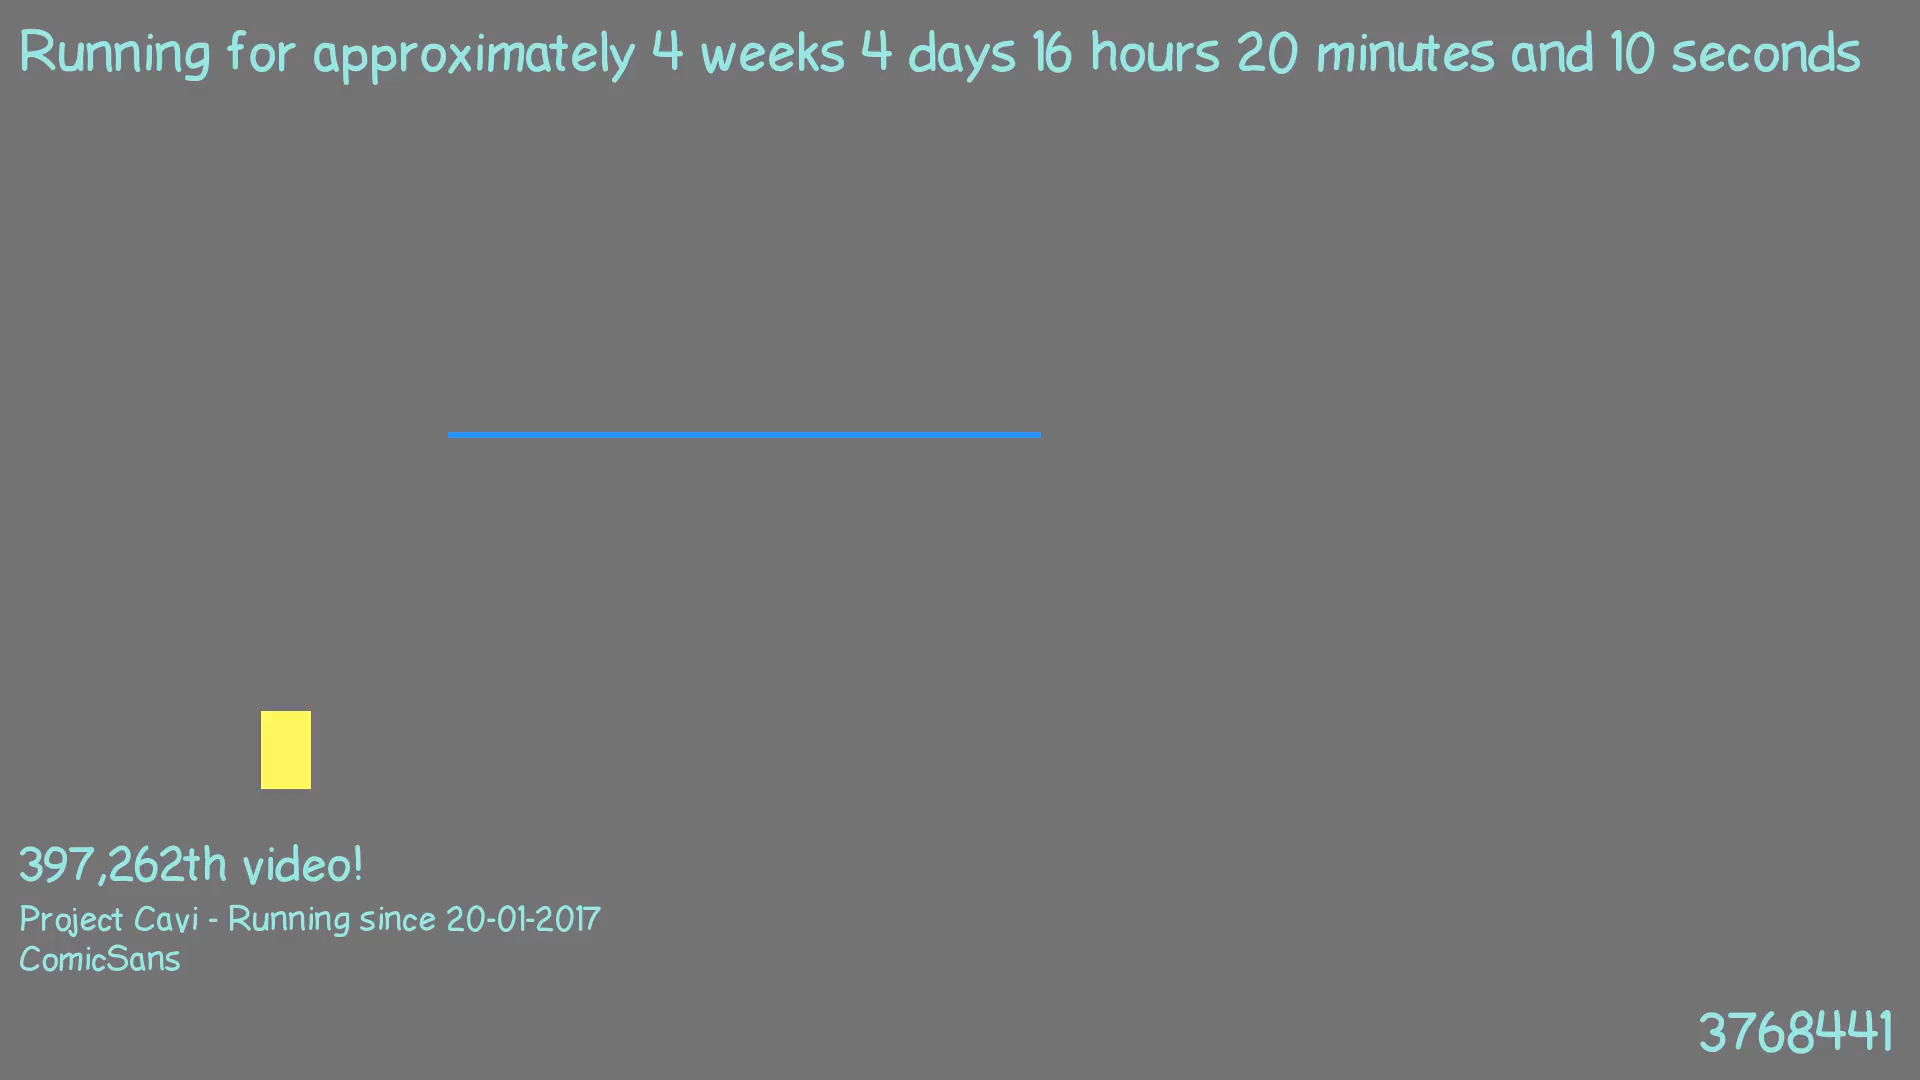 Running for approximately 4 weeks 4 days 16 hours 20 minutes and 10 seconds
397,262th video!
Project Cavi - Running since 20-01-2017
ComicSans
3768441